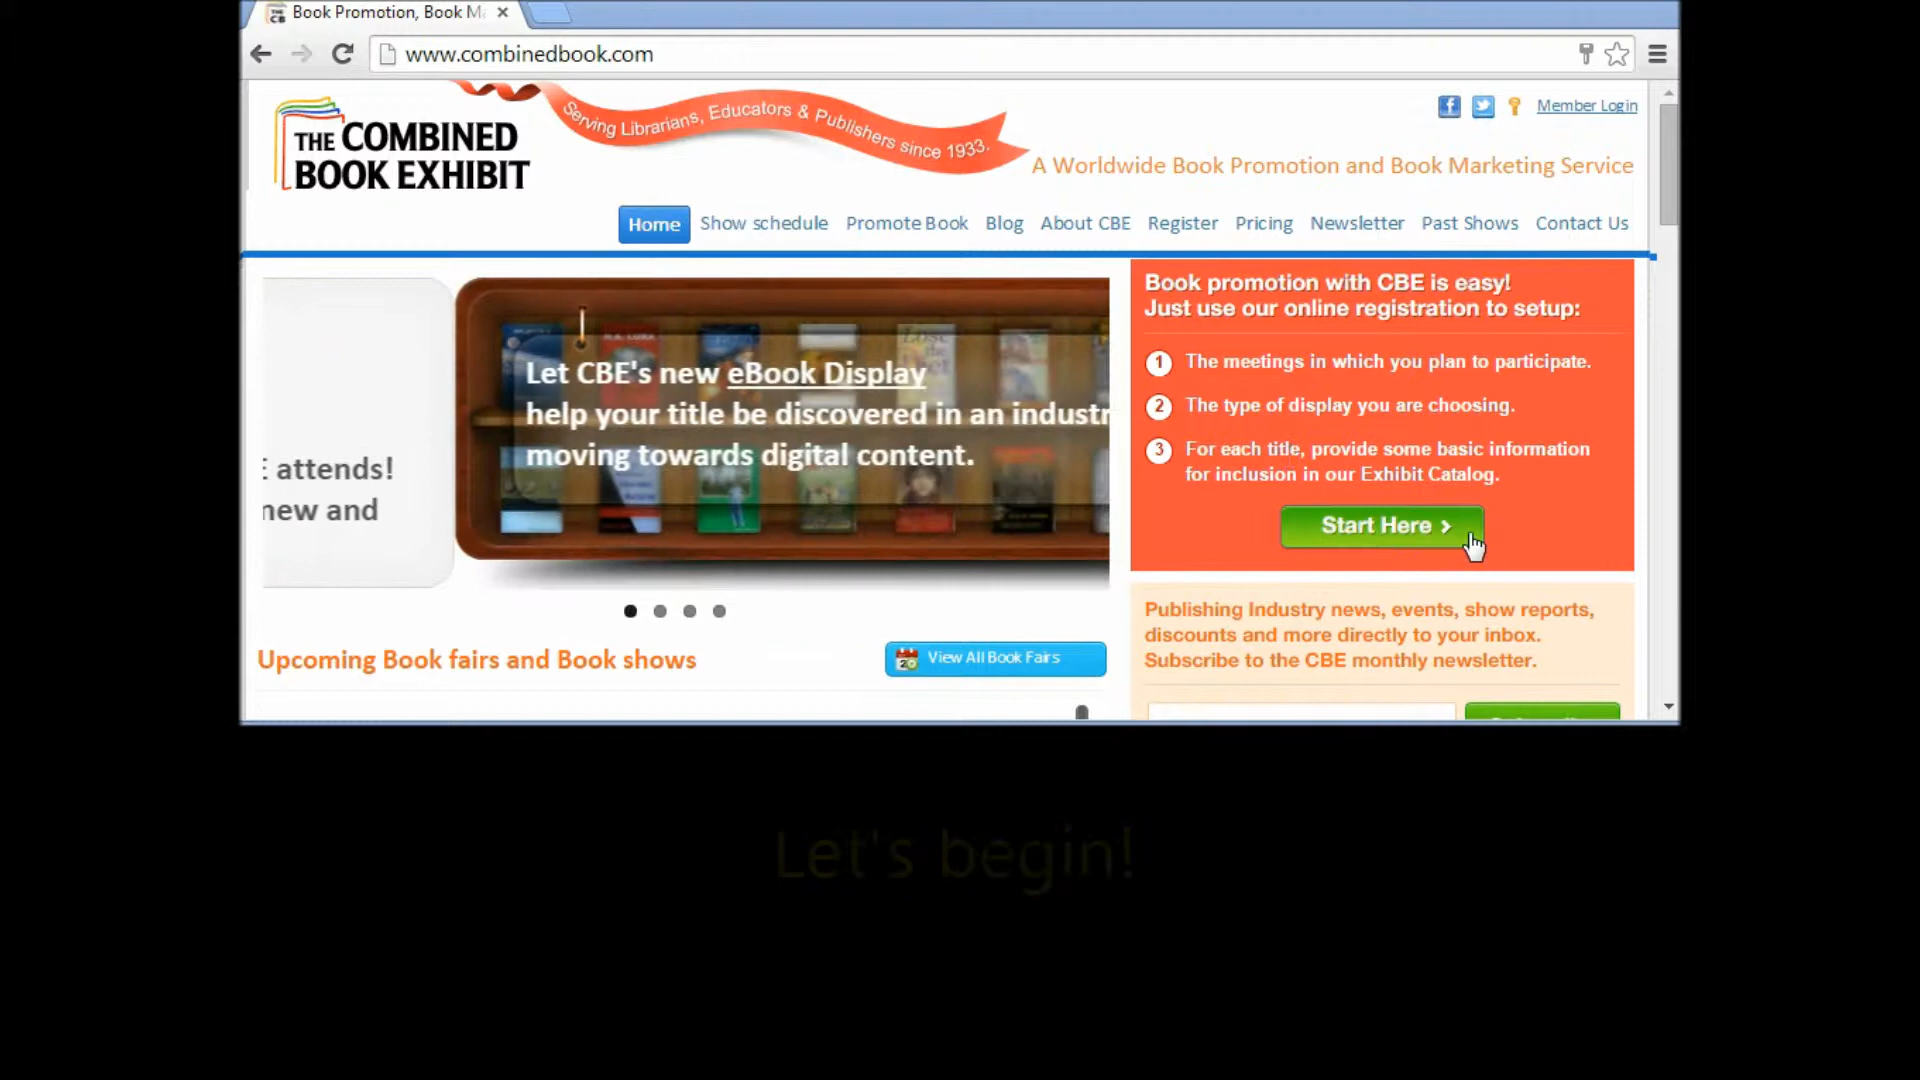 Book Promotion, Book Ma
www.combinedbook.com
THE COMBINED
BOOK EXHIBIT
Serving Librarians, Educators & Publishers since 1933.
Member Login
A Worldwide Book Promotion and Book Marketing Service
Home Show schedule Promote Book Blog About CBE Register Pricing Newsletter Past Shows Contact Us
E attends!
new and
Let CBE's new eBook Display
help your title be discovered in an industr
moving towards digital content.
Book promotion with CBE is easy!
Just use our online registration to setup:
1 The meetings in which you plan to participate.
2 The type of display you are choosing.
3 For each title, provide some basic information
for inclusion in our Exhibit Catalog.
Start Here >
Publishing Industry news, events, show reports,
discounts and more directly to your inbox.
Subscribe to the CBE monthly newsletter.
Upcoming Book fairs and Book shows
View All Book Fairs
Let's begin!